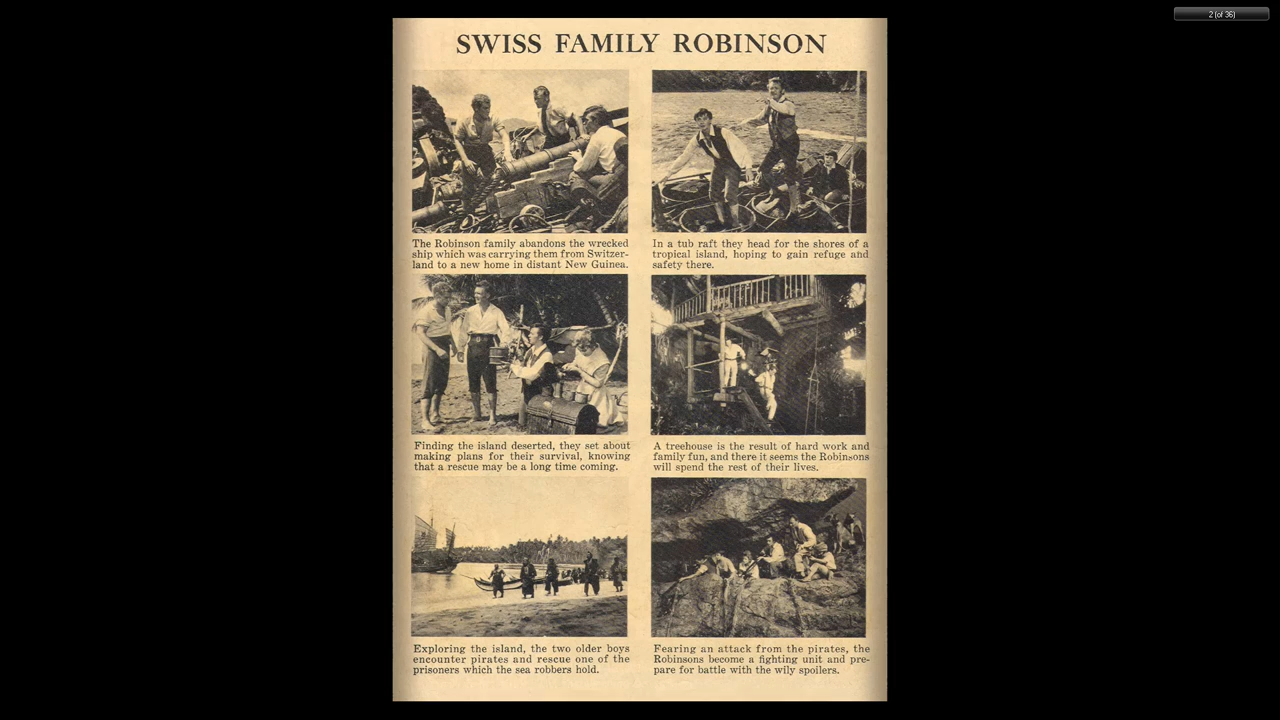 2 (of 36)
SWISS FAMILY ROBINSON
The Robinson family abandons the wrecked
ship which was carrying them from Switzer-
land to a new home in distant New Guinea.
In a tub raft they head for the shores of a
tropical island, hoping to gain refuge and
safety there.
Finding the island deserted, they set about
making plans for their survival, knowing
that a rescue may be a long time coming.
A treehouse is the result of hard work and
family fun, and there it seems the Robinsons
will spend the rest of their lives.
Exploring the island, the two older boys
encounter pirates and rescue one of the
prisoners which the sea robbers hold.
Fearing an attack from the pirates, the
Robinsons become a fighting unit and pre-
pare for battle with the wily spoilers.